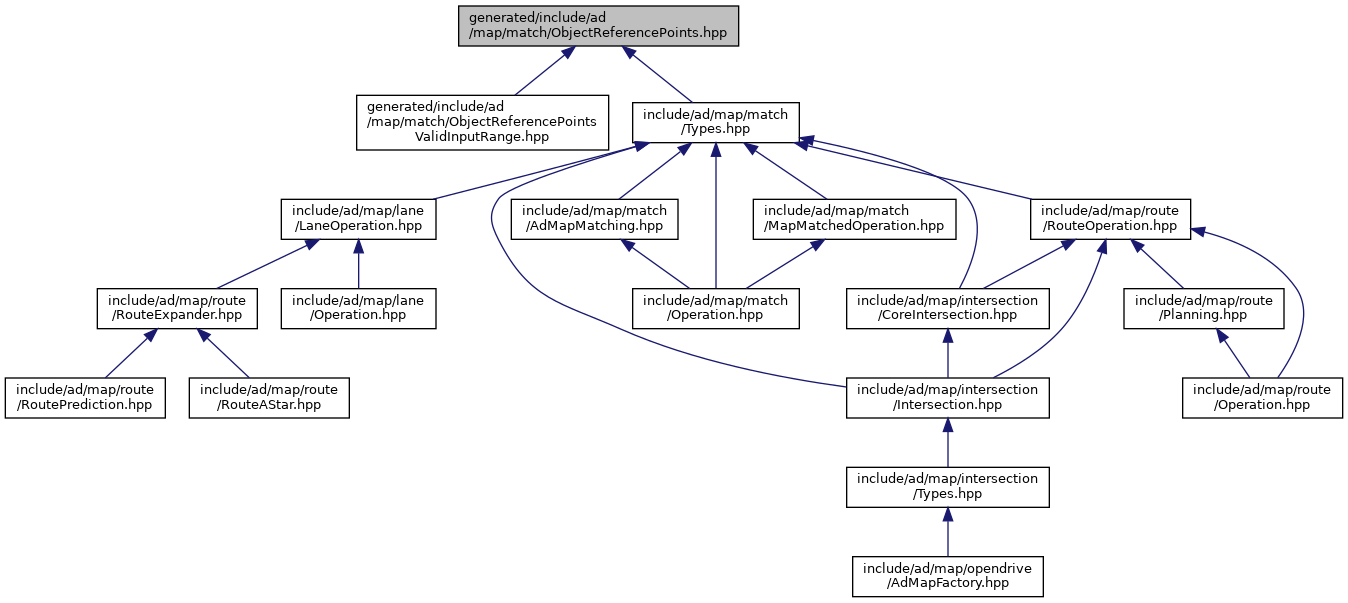 generated/include/ad
/map/match/ObjectReferencePoints.hpp
generated/include/ad
/map/match/ObjectReferencePoints
ValidInputRange.hpp
include/ad/map/match
/Types.hpp
include/ad/map/lane
/LaneOperation.hpp
include/ad/map/match
/AdMapMatching.hpp
include/ad/map/match
/MapMatchedOperation.hpp
include/ad/map/route
/RouteOperation.hpp
include/ad/map/route
/RouteExpander.hpp
include/ad/map/lane
/Operation.hpp
include/ad/map/match
/Operation.hpp
include/ad/map/intersection
/CoreIntersection.hpp
include/ad/map/route
/Planning.hpp
include/ad/map/route
/RoutePrediction.hpp
include/ad/map/route
/RouteAStar.hpp
include/ad/map/intersection
/Intersection.hpp
include/ad/map/route
/Operation.hpp
include/ad/map/intersection
/Types.hpp
include/ad/map/opendrive
/AdMapFactory.hpp